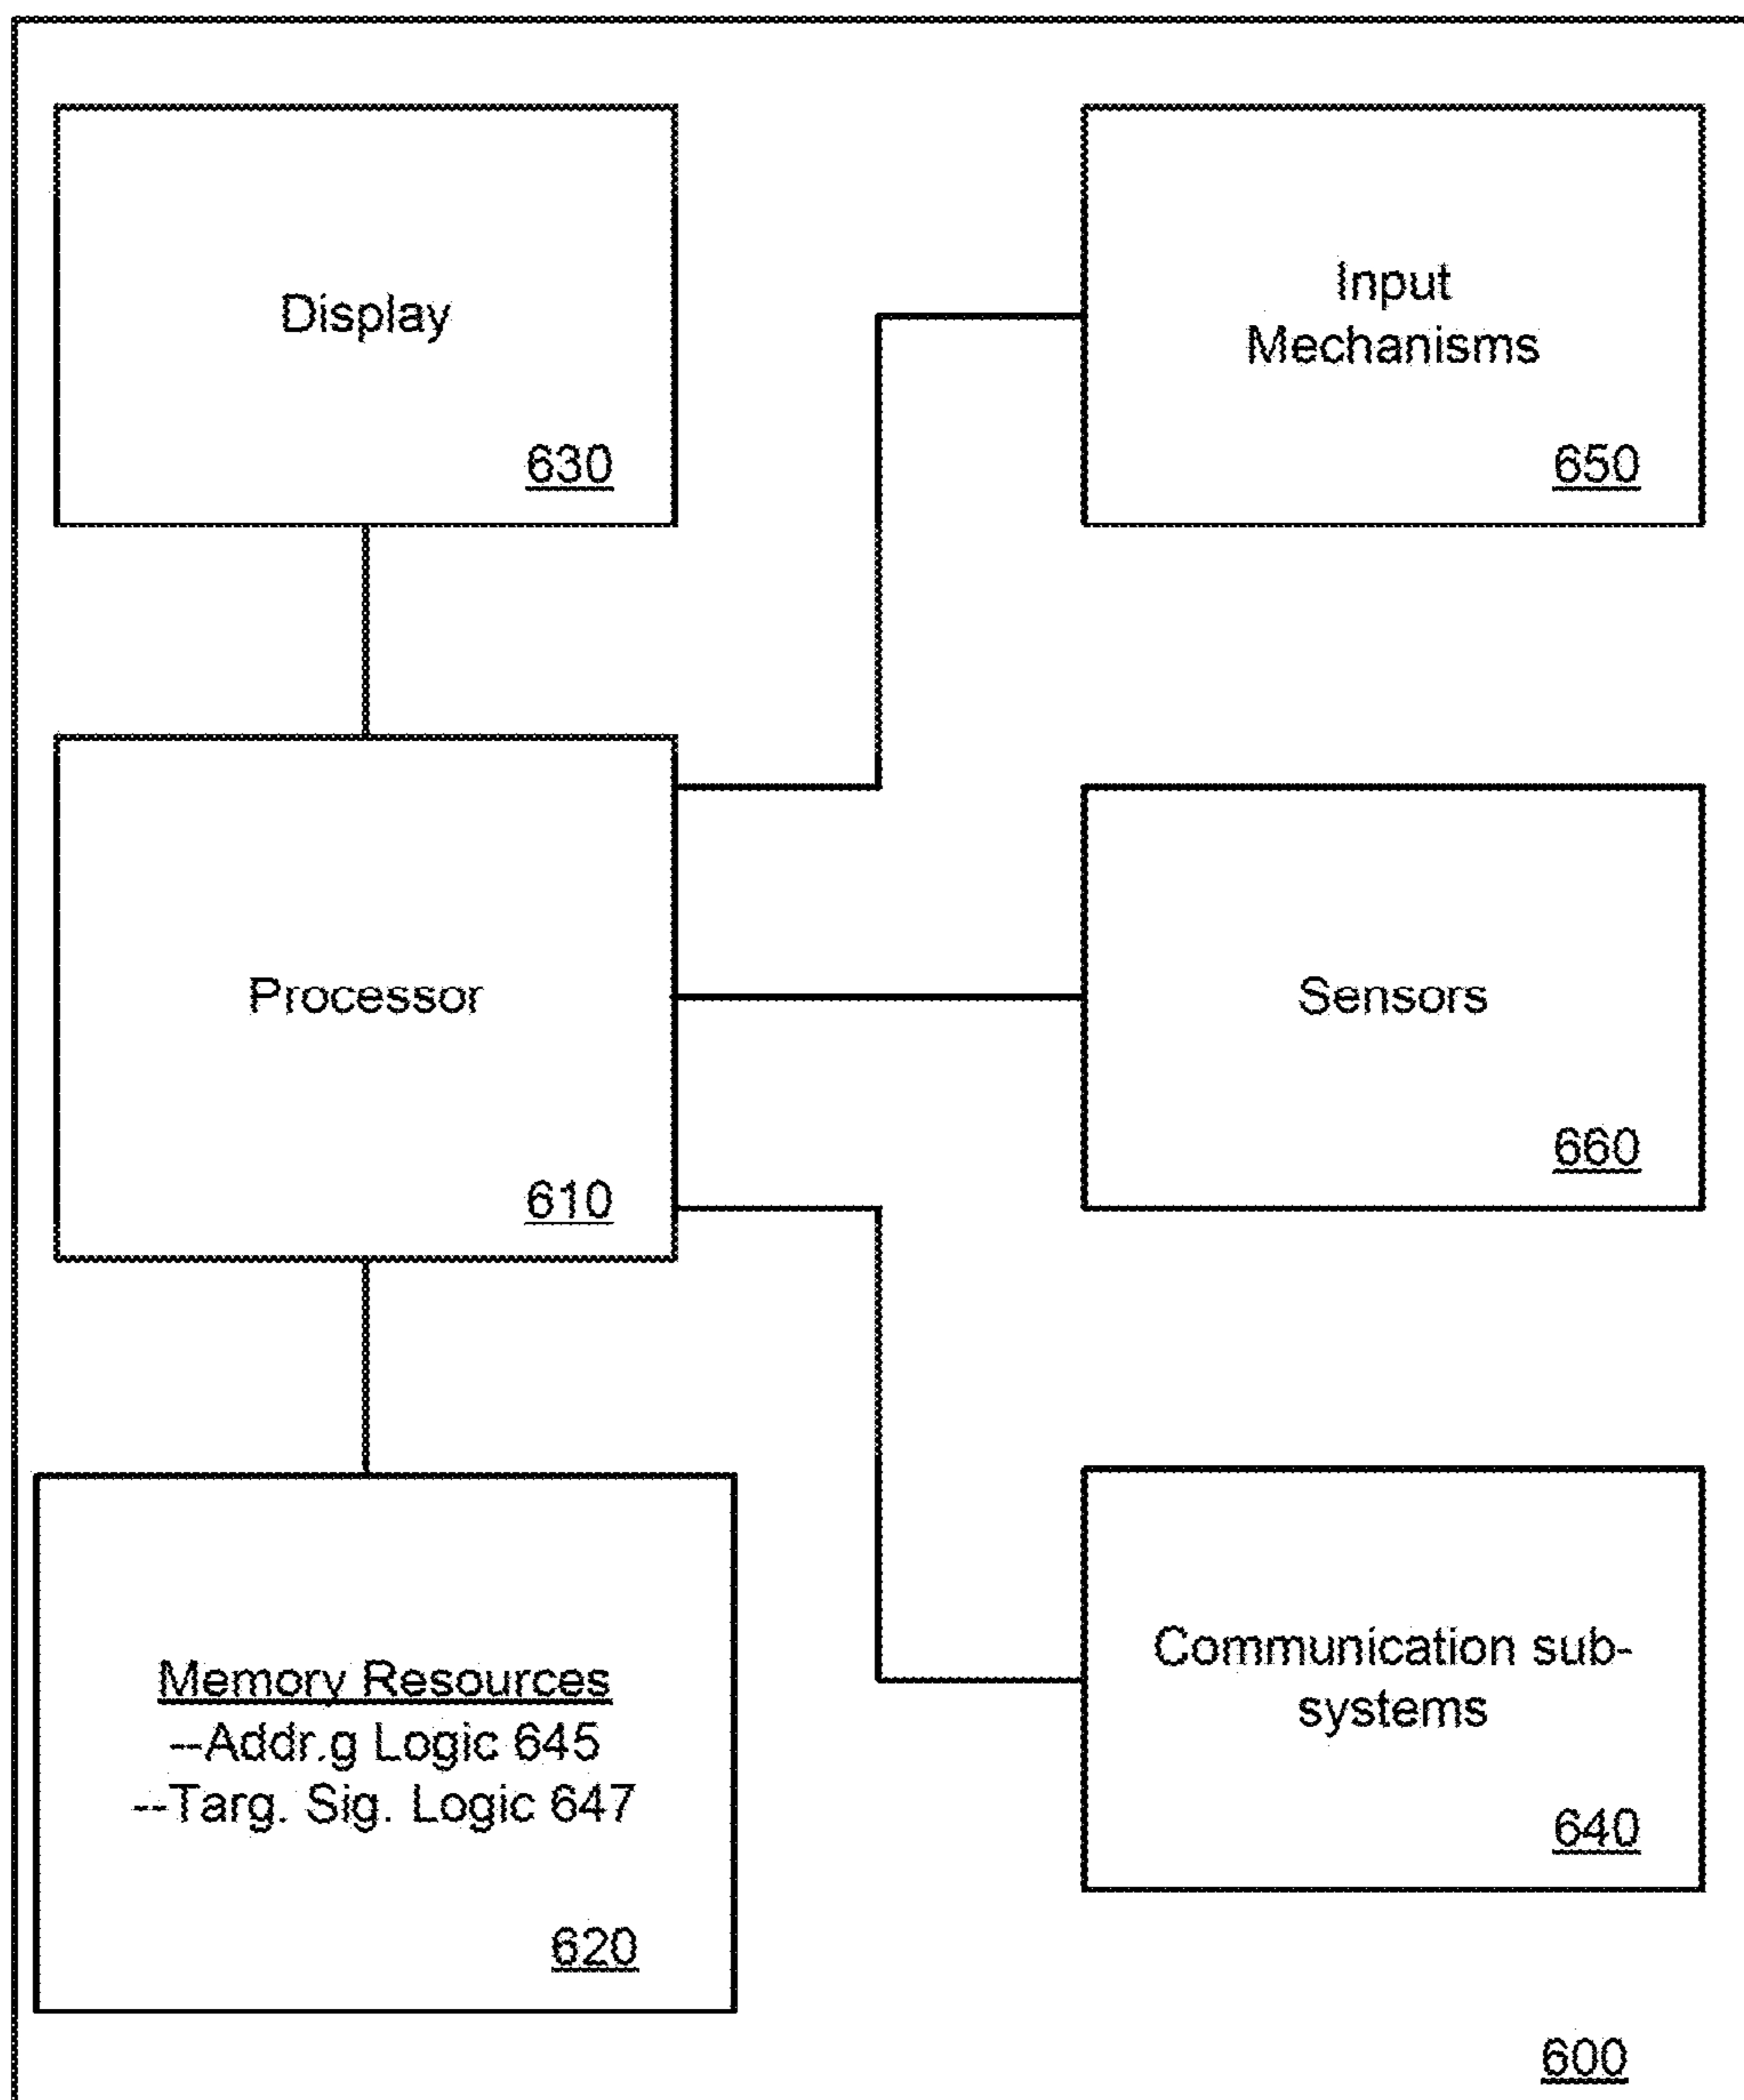 Display
630
Input
Mechanisms
650
Processor
610
Sensors
660
Memory Resources
--Addr.g Logic 645
--Targ. Sig. Logic 647
620
Communication sub-
systems
640
600